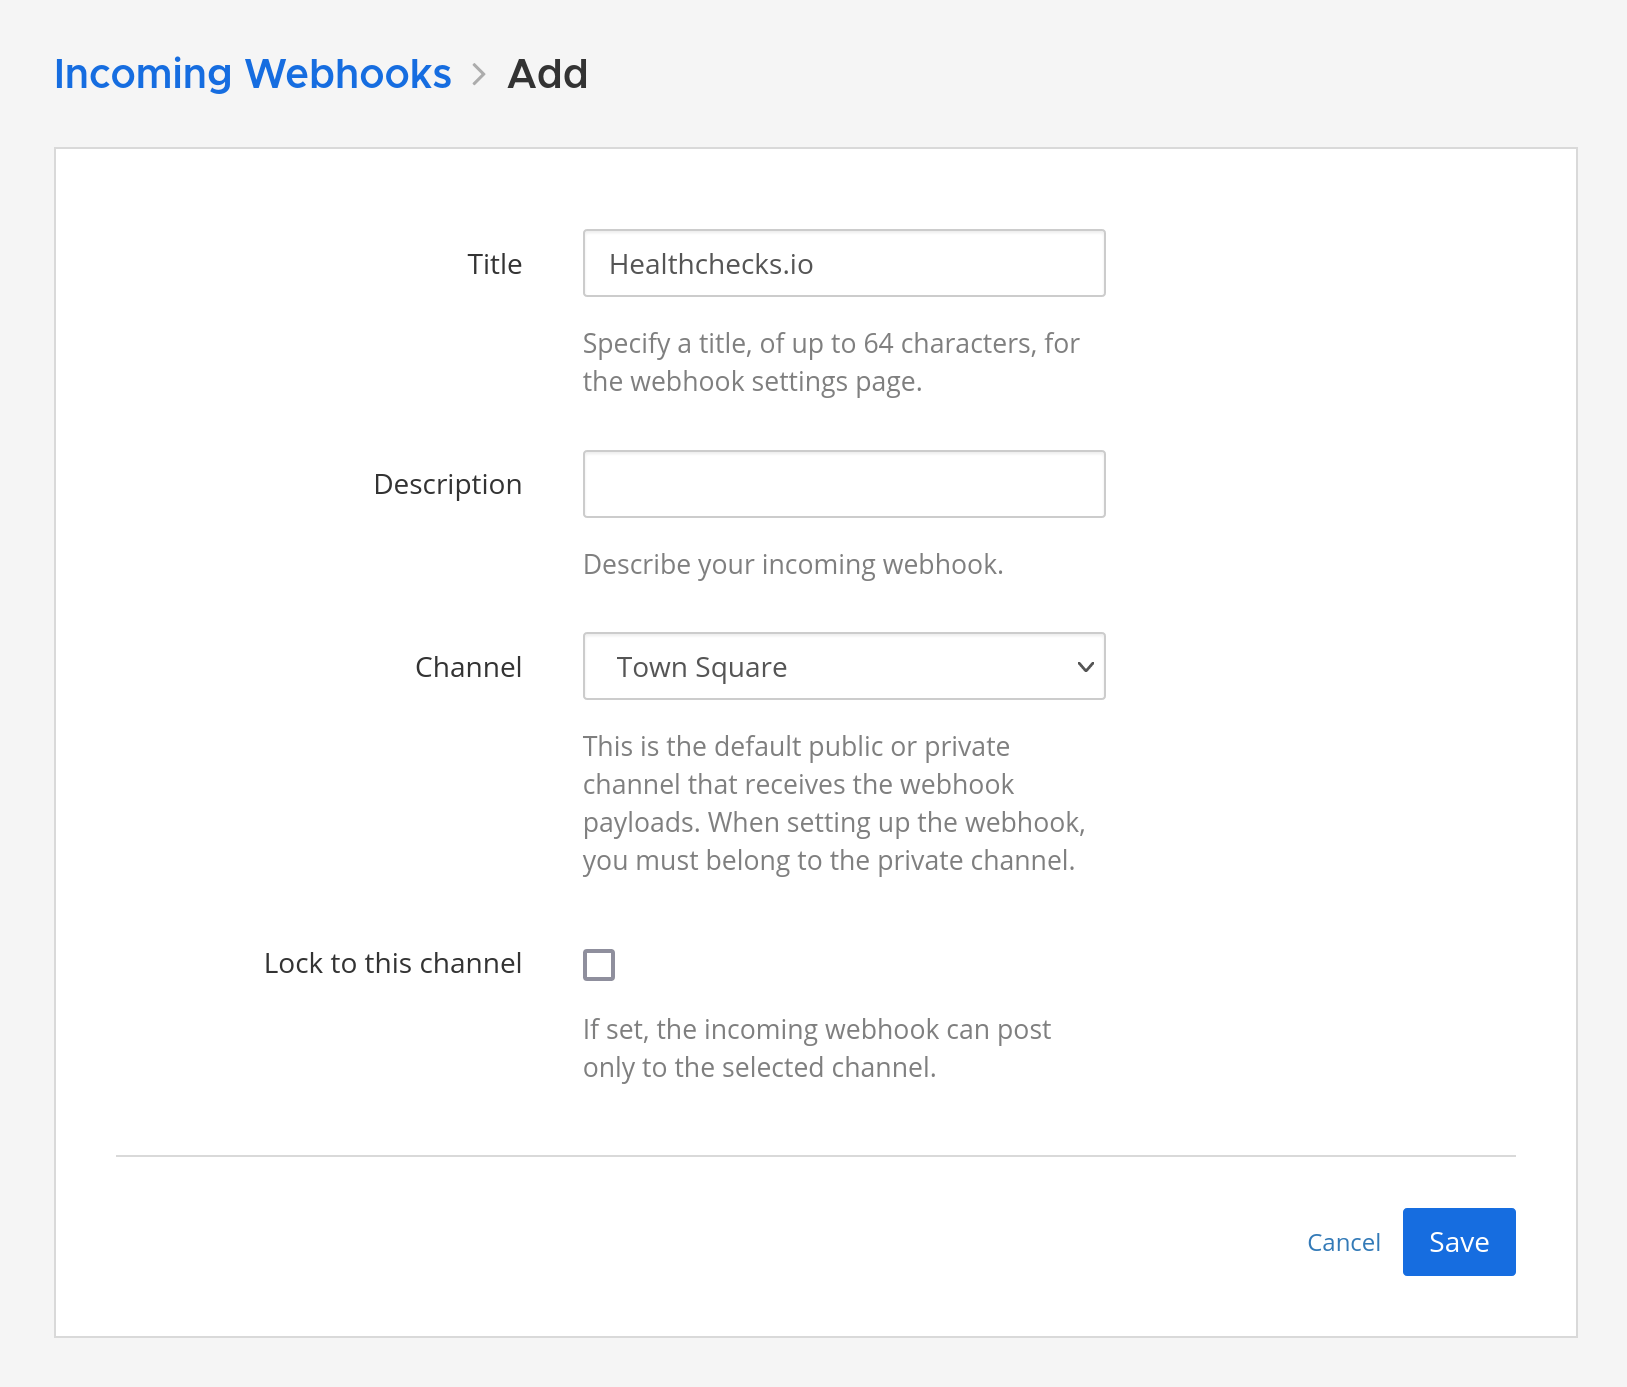 Incoming Webhooks > Add
Title
Healthchecks.io
Specify a title, of up to 64 characters, for
the webhook settings page.
Description
Describe your incoming webhook.
Channel
Town Square
This is the default public or private
channel that receives the webhook
payloads. When setting up the webhook,
you must belong to the private channel.
Lock to this channel
If set, the incoming webhook can post
only to the selected channel.
Cancel
Save